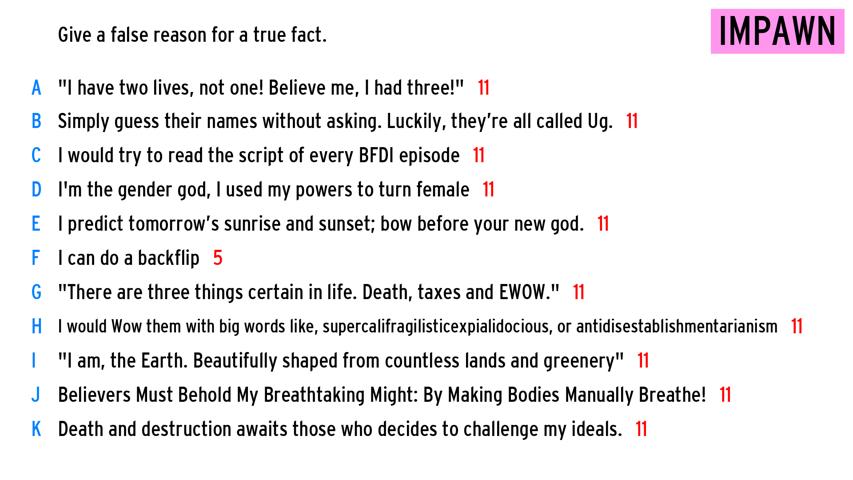 Give a false reason for a true fact.
IMPAWN
A "I have two lives, not one! Believe me, I had three!" 11
B Simply guess their names without asking. Luckily, they're all called Ug. 11
C I would try to read the script of every BFDI episode 11
D I'm the gender god, I used my powers to turn female 11
E I predict tomorrow's sunrise and sunset; bow before your new god. 11
F I can do a backflip 5
G "There are three things certain in life. Death, taxes and EWOW." 11
H I would Wow them with big words like, supercalifragilisticexpialidocious, or antidisestablishmentarianism 11
I "I am, the Earth. Beautifully shaped from countless lands and greenery" 11
J Believers Must Behold My Breathtaking Might: By Making Bodies Manually Breathe! 11
K Death and destruction awaits those who decides to challenge my ideals. 11